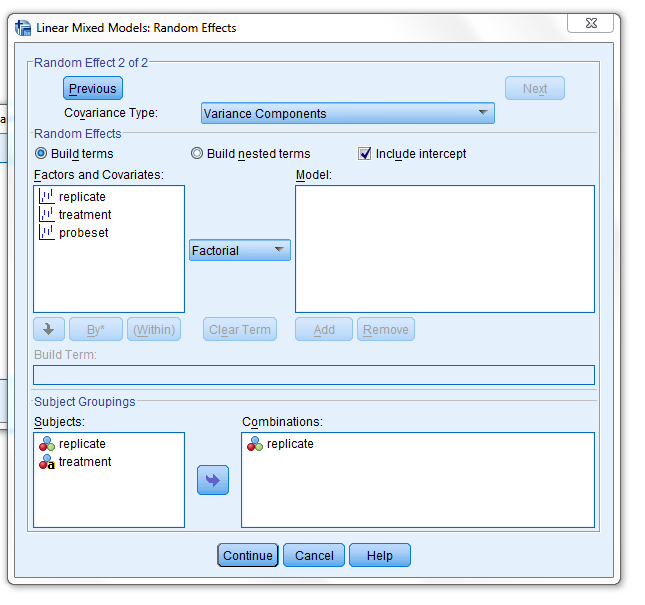 Linear Mixed Models: Random Effects
Random Effect 2 of 2
Previous
Next
Covariance Type:
Variance Components
Random Effects
Build terms
Build nested terms
Include intercept
Factors and Covariates:
Model:
replicate
treatment
probeset
Factorial
By*
(Within)
Clear Term
Add
Remove
Build Term:
Subject Groupings
Subjects:
Combinations:
replicate
replicate
a treatment
Continue
Cancel
Help